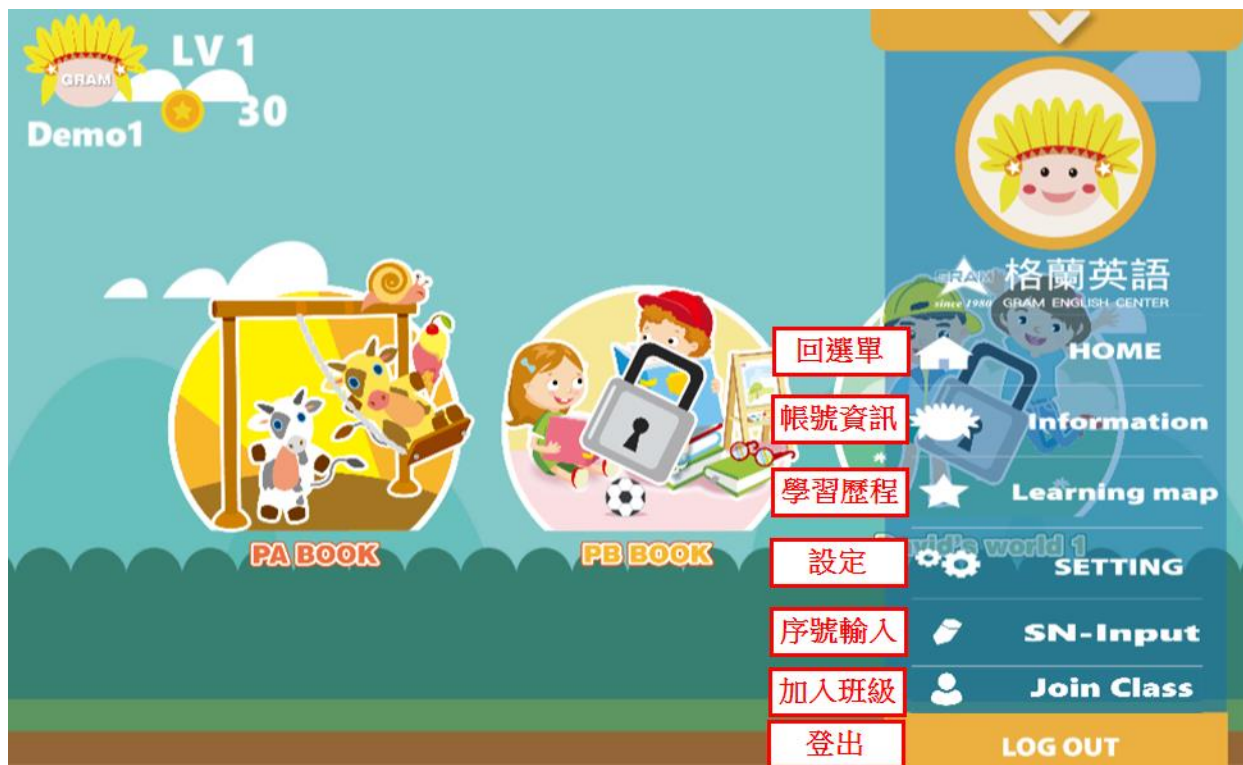 LV 1
GRAM
30
Demo1
GRAM 格蘭英語
since 1980 GRAM ENGLISH CENTER
回選單 HOME
帳號資訊 Information
學習歷程 Learning map
PA BOOK
PB BOOK
David's world 1
設定 SETTING
序號輸入 SN-Input
加入班級 Join Class
登出 LOG OUT